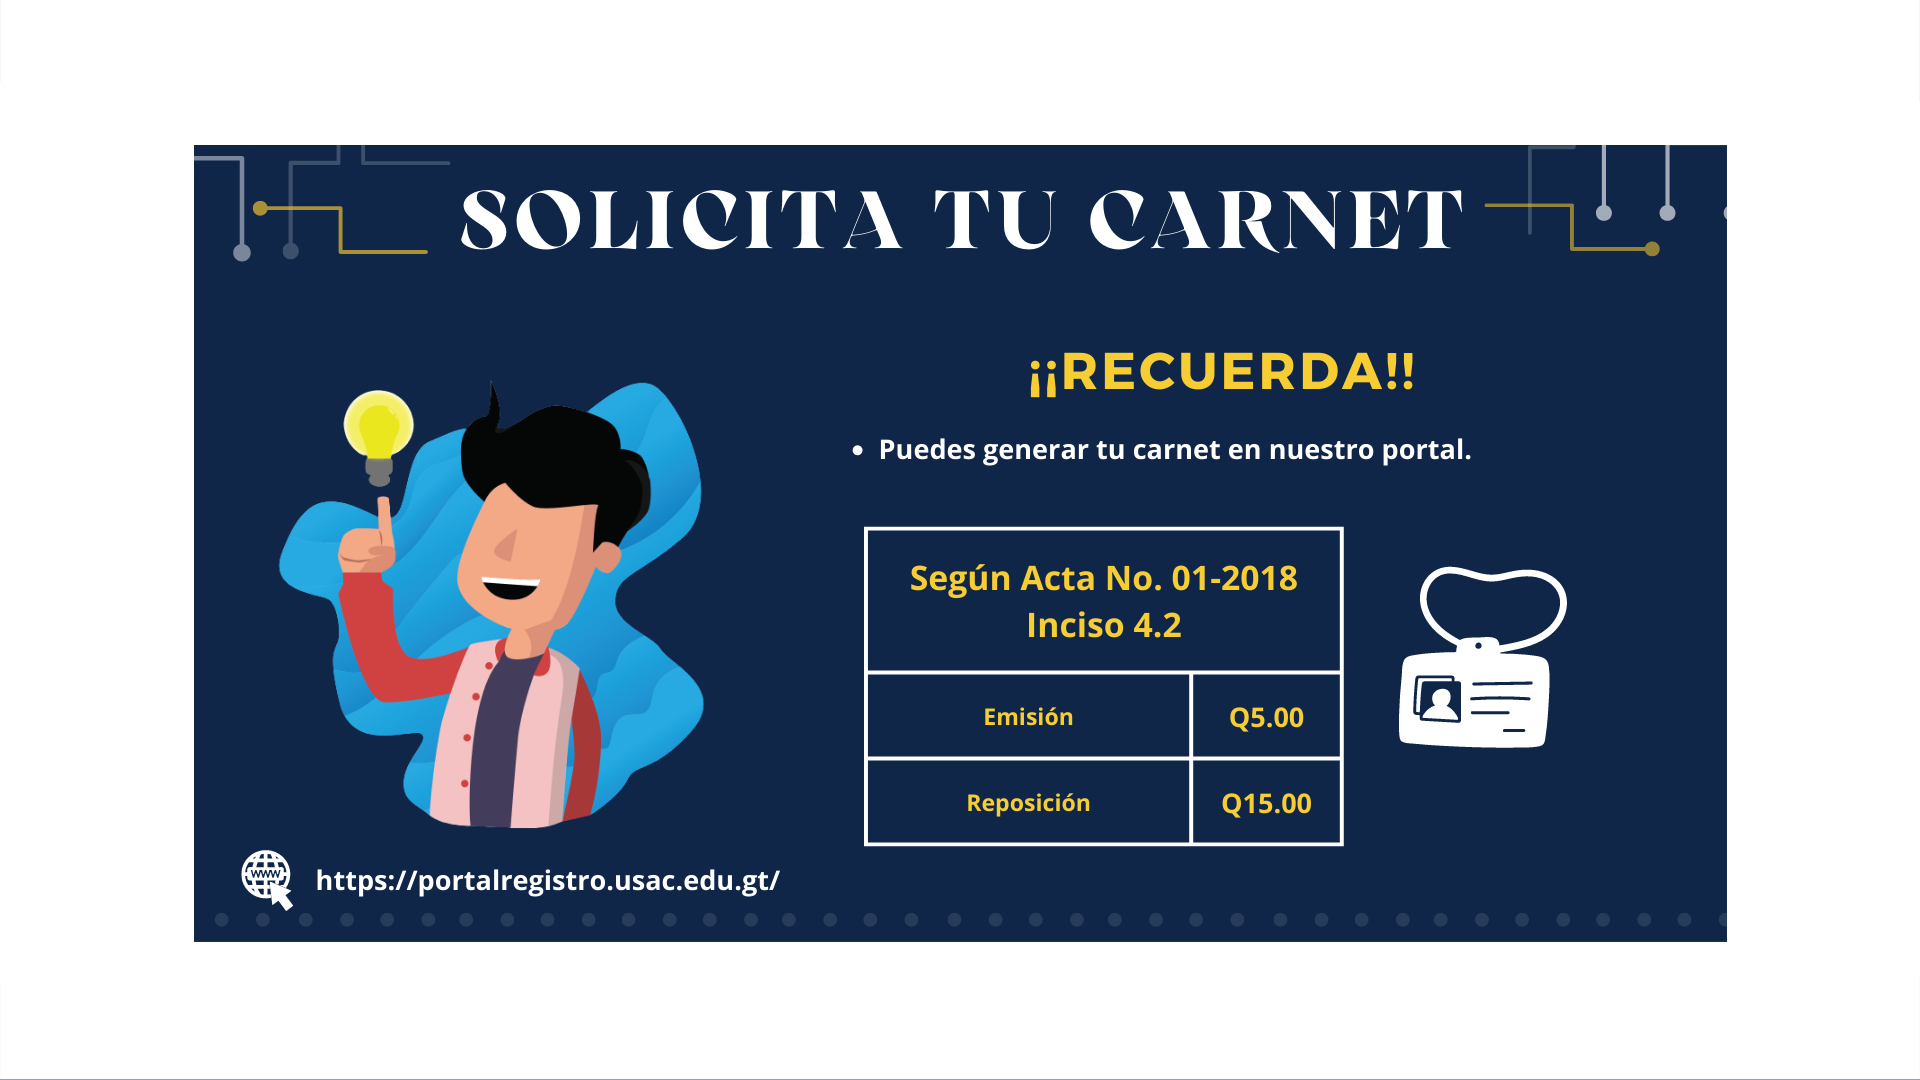 SOLICITA TU CARNET
¡¡RECUERDA!!
• Puedes generar tu carnet en nuestro portal.
Según Acta No. 01-2018
Inciso 4.2
Emisión Q5.00
Reposición Q15.00
www
https://portalregistro.usac.edu.gt/